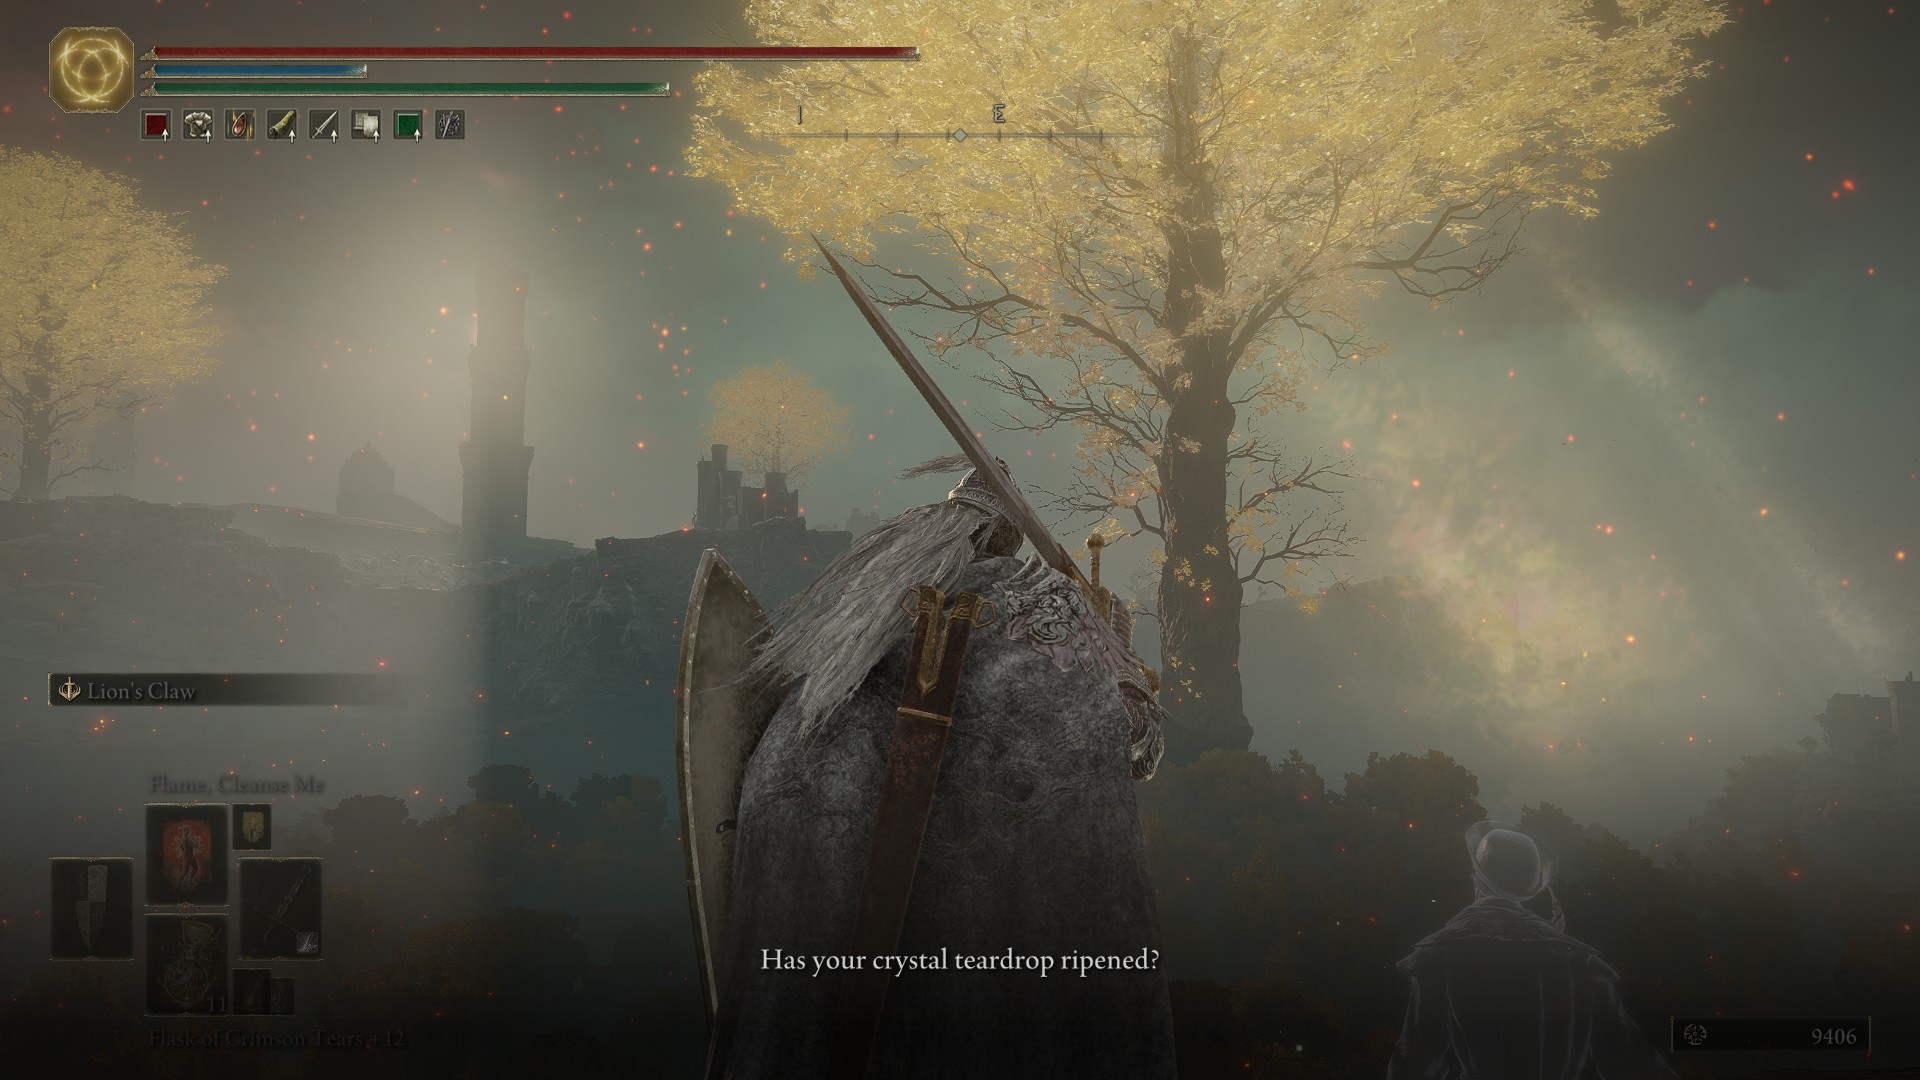 E
Lion's Claw
Flame, Cleanse Me
11
Flask of Crimson Tears +12
Has your crystal teardrop ripened?
9406